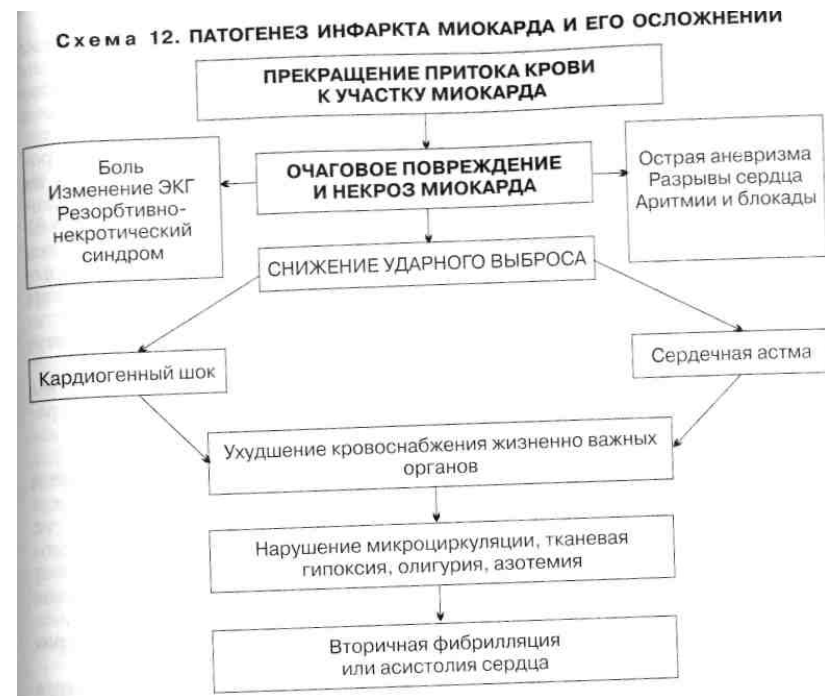 Схема 12. ПАТОГЕНЕЗ ИНФАРКТА МИОКАРДА И ЕГО ОСЛОЖНЕНИЙ
ПРЕКРАЩЕНИЕ ПРИТОКА КРОВИ
К УЧАСТКУ МИОКАРДА
Боль
Изменение ЭКГ
Резорбтивно-
некротический
синдром
ОЧАГОВОЕ ПОВРЕЖДЕНИЕ
И НЕКРОЗ МИОКАРДА
Острая аневризма
Разрывы сердца
Аритмии и блокады
СНИЖЕНИЕ УДАРНОГО ВЫБРОСА
Кардиогенный шок
Сердечная астма
Ухудшение кровоснабжения жизненно важных
органов
Нарушение микроциркуляции, тканевая
гипоксия, олигурия, азотемия
Вторичная фибрилляция
или асистолия сердца